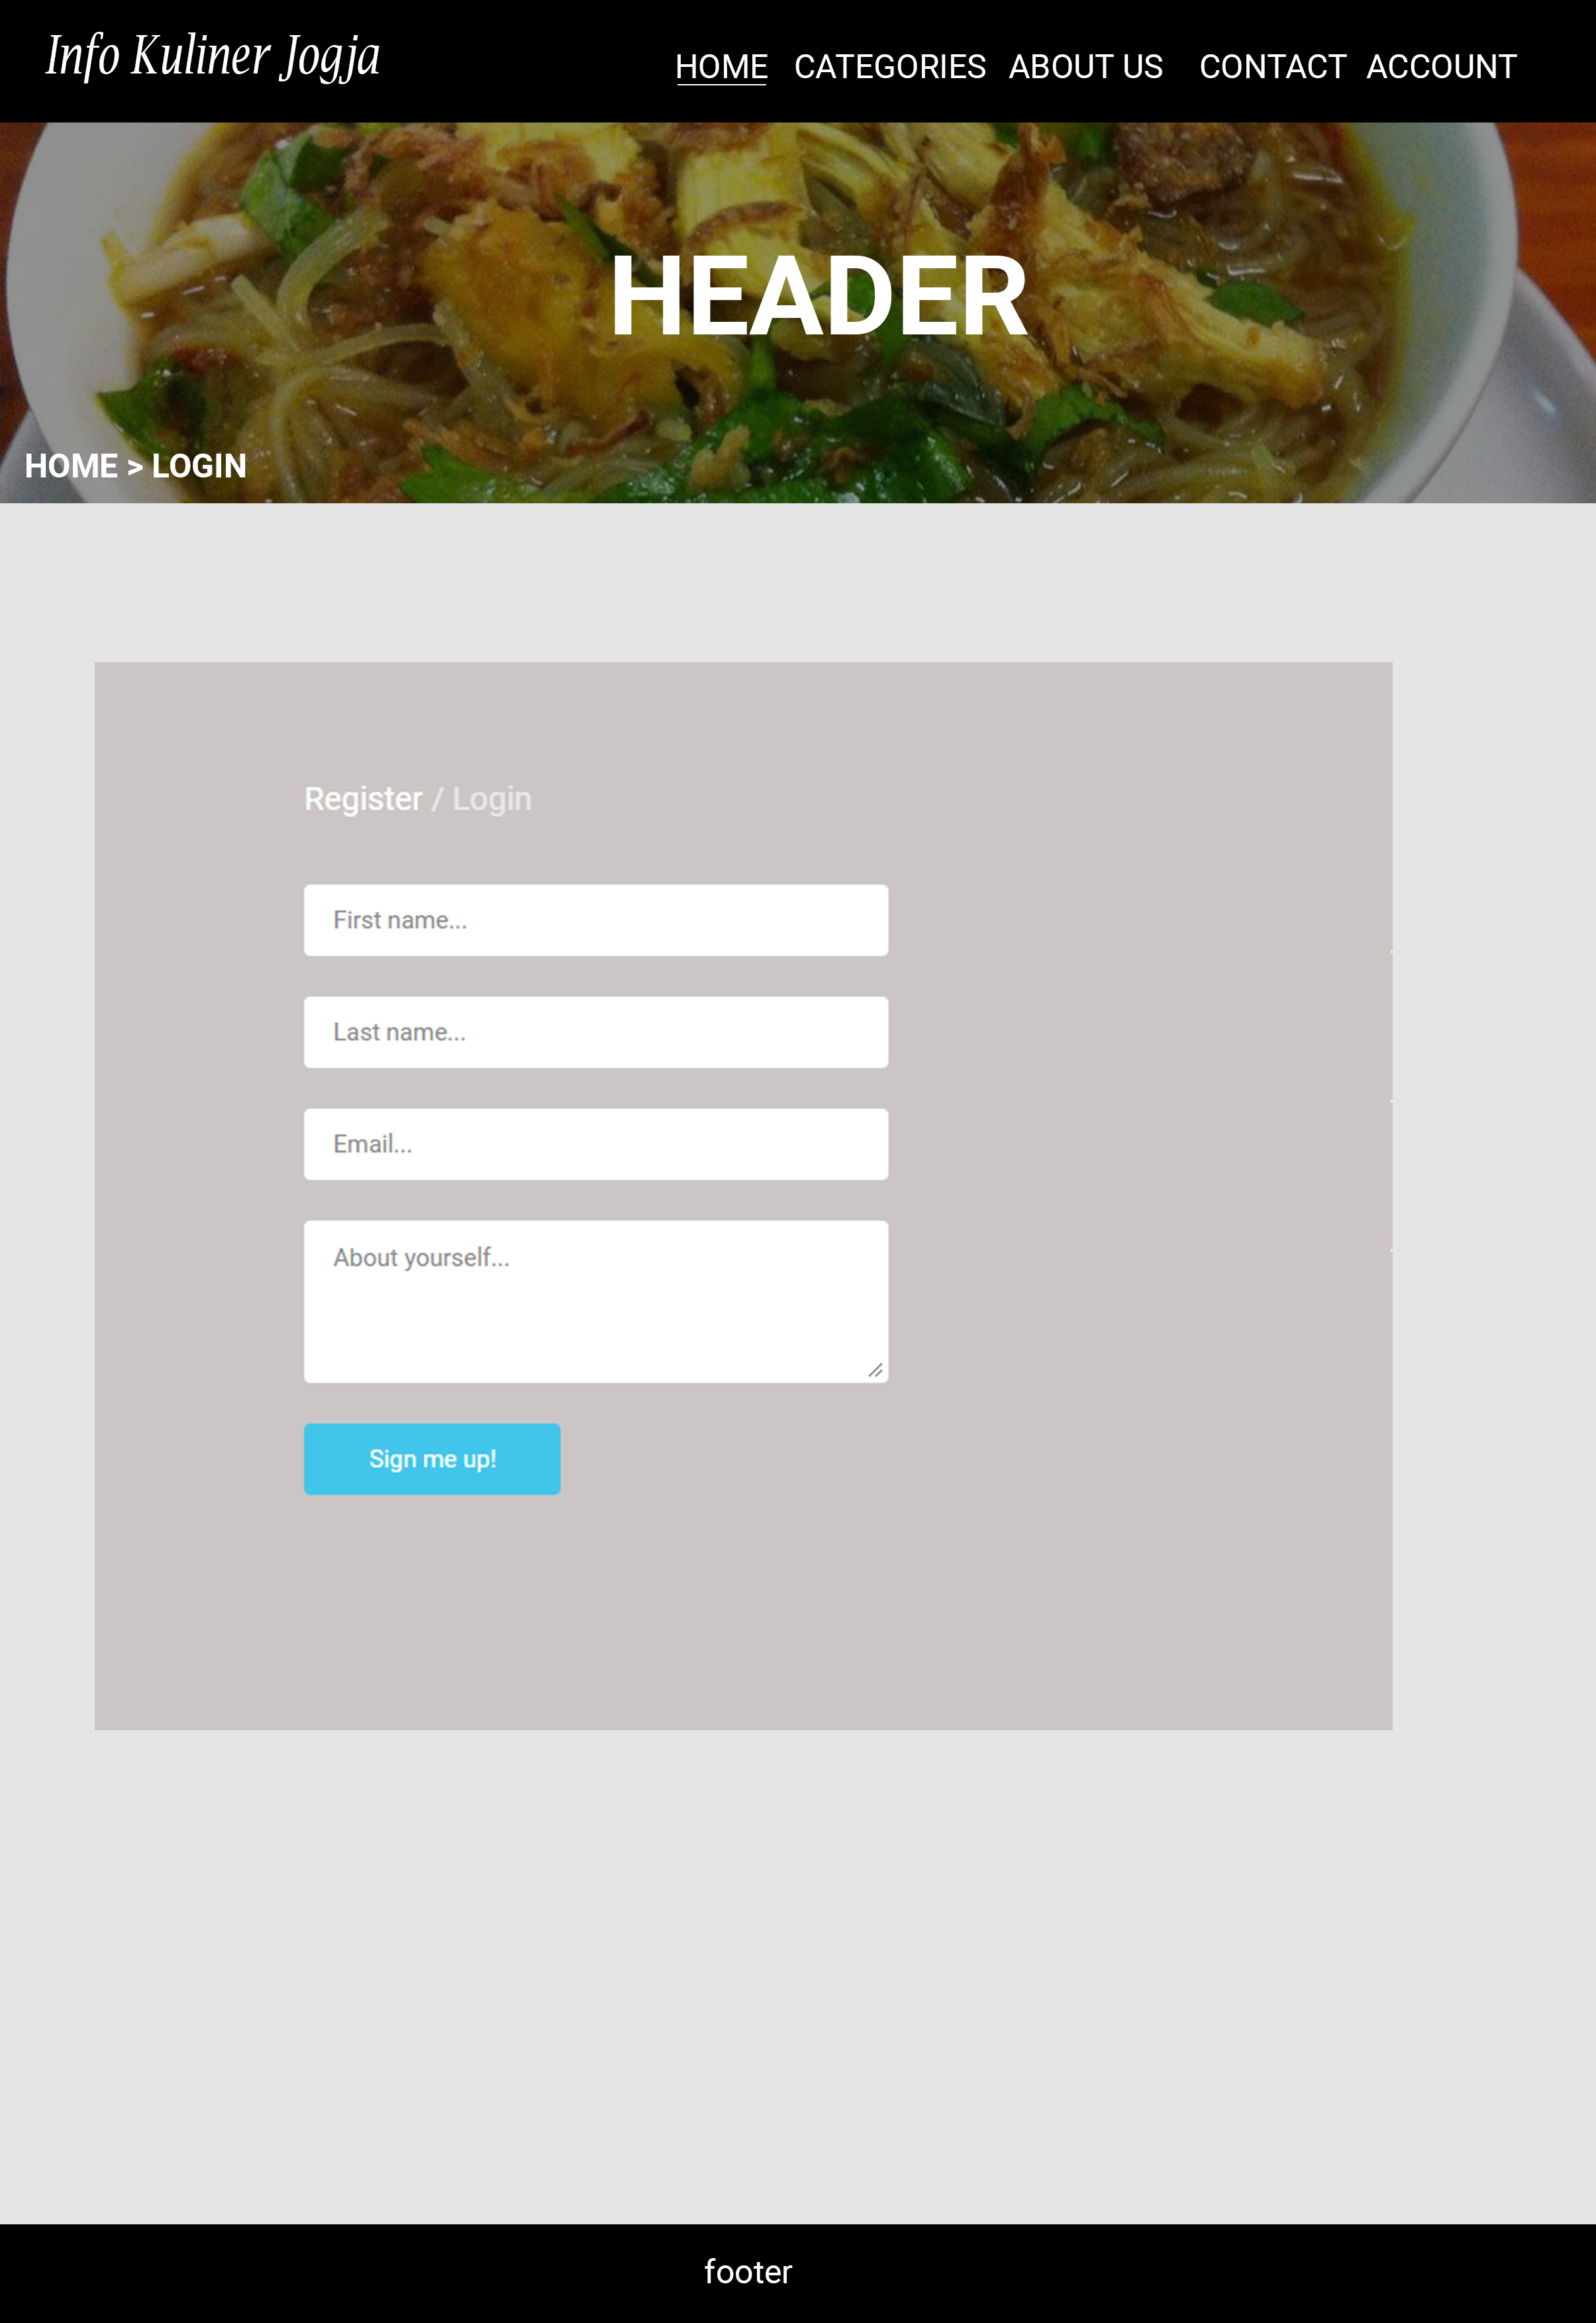 Info Kuliner Jogja
HOME CATEGORIES ABOUT US CONTACT ACCOUNT
HEADER
HOME > LOGIN
Register / Login
First name...
Last name...
Email...
About yourself...
Sign me up!
footer